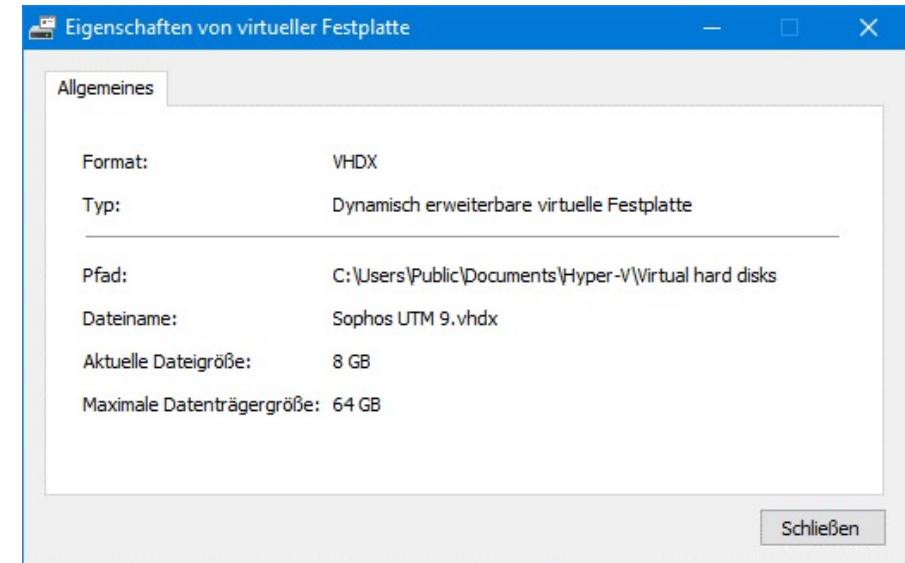 Eigenschaften von virtueller Festplatte
Allgemeines
Format: VHDX
Typ: Dynamisch erweiterbare virtuelle Festplatte
Pfad: C:\Users\Public\Documents\Hyper-V\Virtual hard disks
Dateiname: Sophos UTM 9.vhdx
Aktuelle Dateigröße: 8 GB
Maximale Datenträgergröße: 64 GB
Schließen